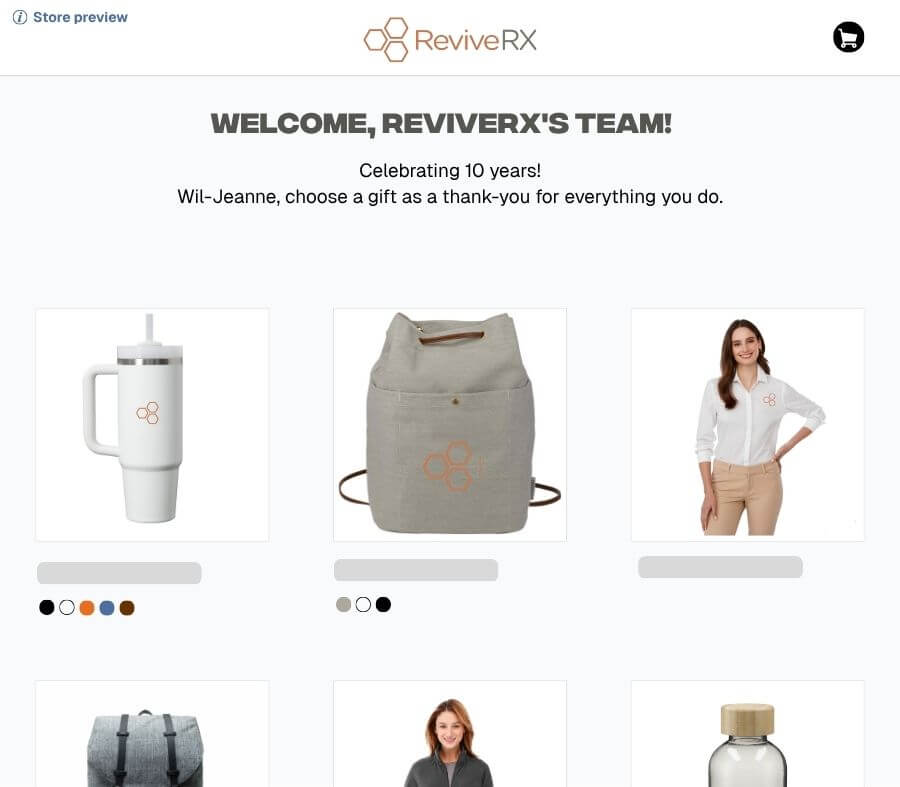 Store preview
ReviveRX
WELCOME, REVIVERX'S TEAM!
Celebrating 10 years!
Wil-Jeanne, choose a gift as a thank-you for everything you do.